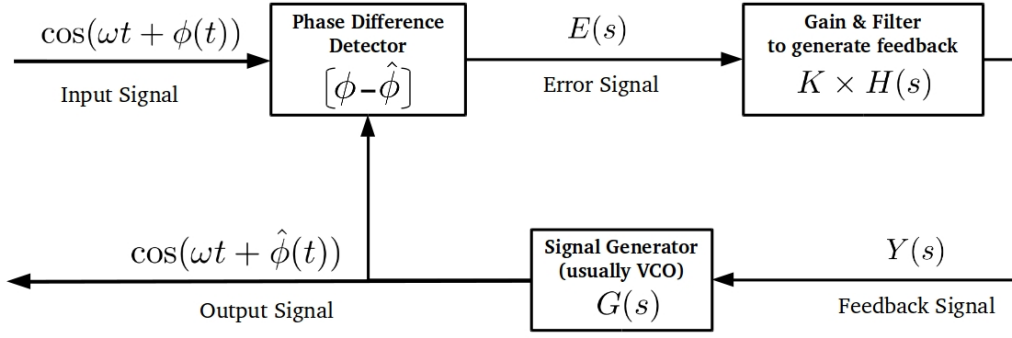 cos(ωt + ϕ(t))
Input Signal
Phase Difference
Detector
[ϕ–ϕ̂]
E(s)
Error Signal
Gain & Filter
to generate feedback
K × H(s)
cos(ωt + ϕ̂(t))
Output Signal
Signal Generator
(usually VCO)
G(s)
Y(s)
Feedback Signal